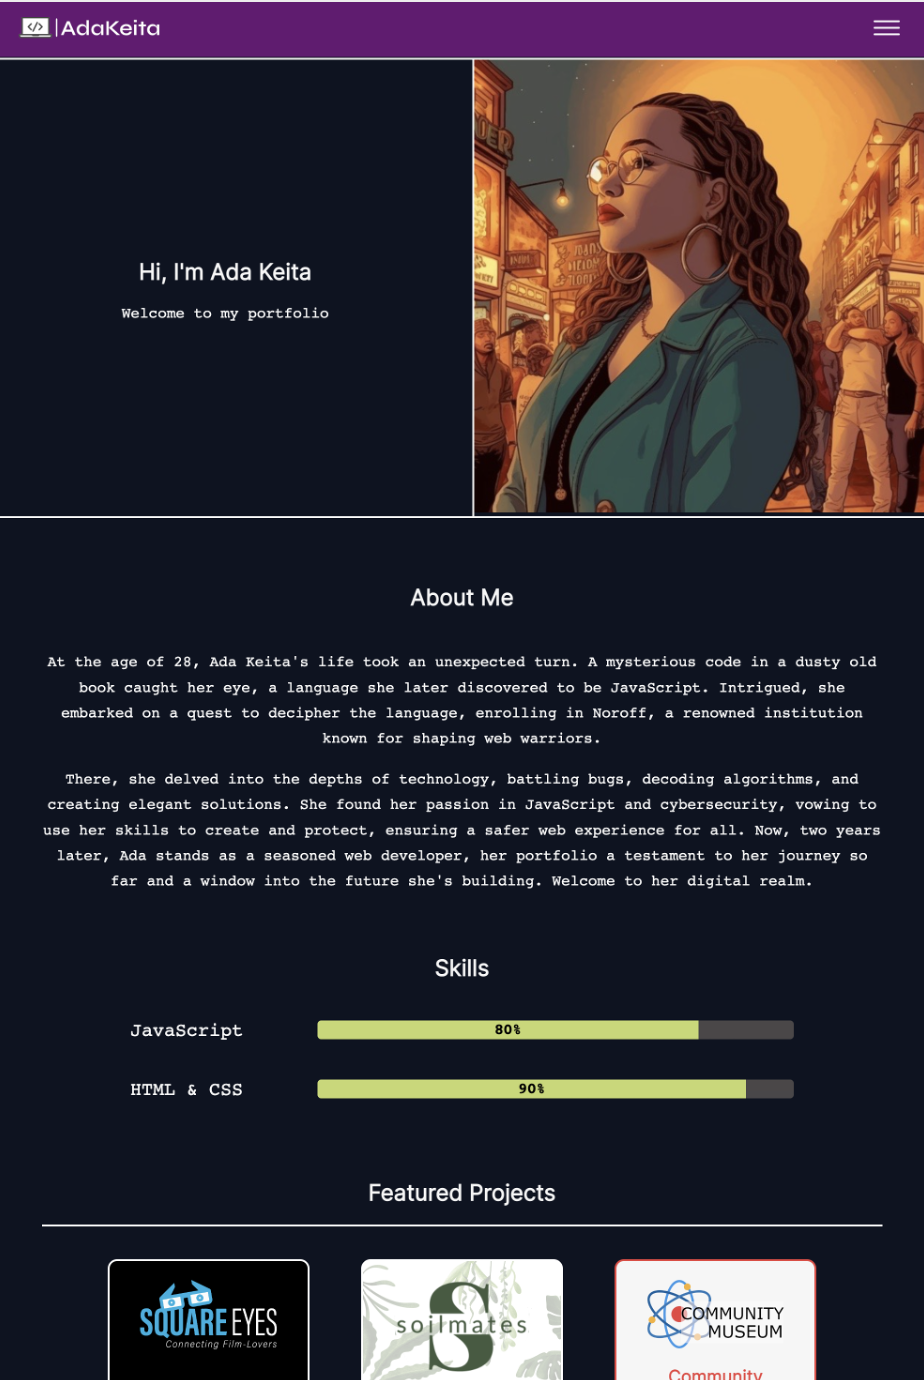 </> |AdaKeita
Hi, I'm Ada Keita
Welcome to my portfolio
About Me
At the age of 28, Ada Keita's life took an unexpected turn. A mysterious code in a dusty old
book caught her eye, a language she later discovered to be JavaScript. Intrigued, she
embarked on a quest to decipher the language, enrolling in Noroff, a renowned institution
known for shaping web warriors.
There, she delved into the depths of technology, battling bugs, decoding algorithms, and
creating elegant solutions. She found her passion in JavaScript and cybersecurity, vowing to
use her skills to create and protect, ensuring a safer web experience for all. Now, two years
later, Ada stands as a seasoned web developer, her portfolio a testament to her journey so
far and a window into the future she's building. Welcome to her digital realm.
Skills
JavaScript
80%
HTML & CSS
90%
Featured Projects
SQUARE EYES
Connecting Film-Lovers
S
soilmates
COMMUNITY
MUSEUM
Community